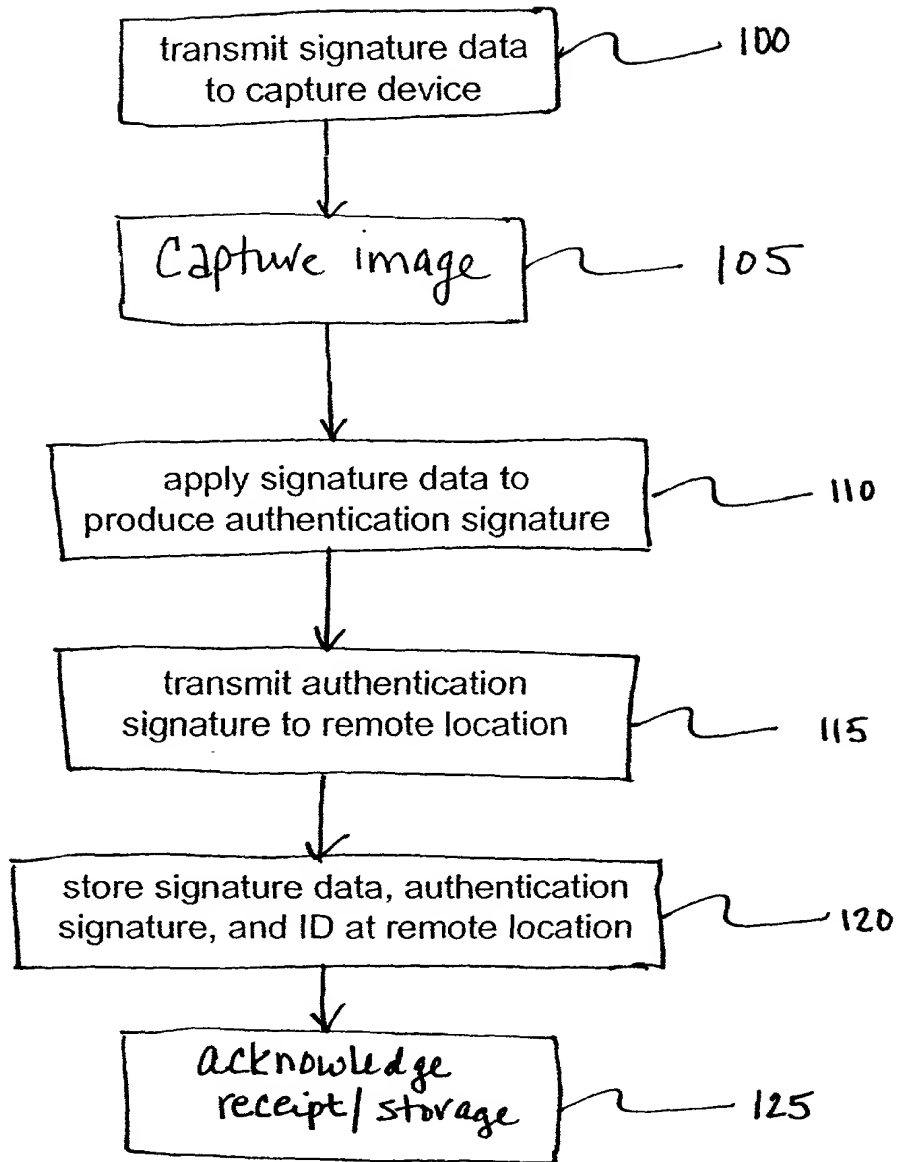 transmit signature data
to capture device
100
Capture image
105
apply signature data to
produce authentication signature
110
transmit authentication
signature to remote location
115
store signature data, authentication
signature, and ID at remote location
120
acknowledge
receipt/storage
125